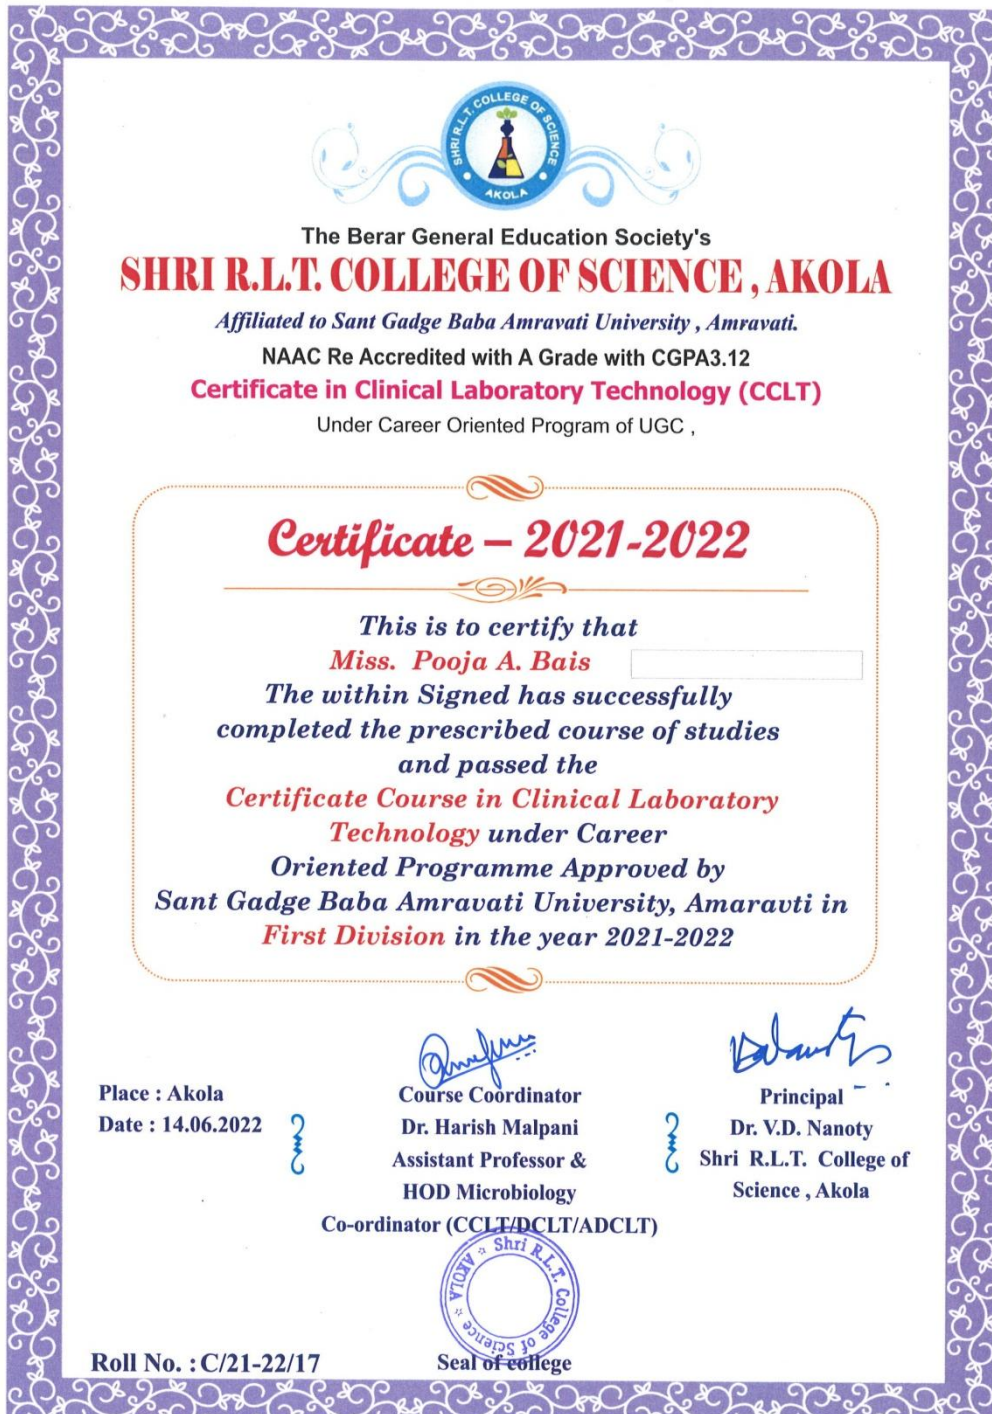 SHRI R.L.T. COLLEGE OF SCIENCE
AKOLA
The Berar General Education Society's
SHRI R.L.T. COLLEGE OF SCIENCE , AKOLA
Affiliated to Sant Gadge Baba Amravati University , Amravati.
NAAC Re Accredited with A Grade with CGPA3.12
Certificate in Clinical Laboratory Technology (CCLT)
Under Career Oriented Program of UGC ,
Certificate – 2021-2022
This is to certify that
Miss. Pooja A. Bais
The within Signed has successfully
completed the prescribed course of studies
and passed the
Certificate Course in Clinical Laboratory
Technology under Career
Oriented Programme Approved by
Sant Gadge Baba Amravati University, Amaravti in
First Division in the year 2021-2022
Place : Akola
Date : 14.06.2022
Course Coordinator
Dr. Harish Malpani
Assistant Professor &
HOD Microbiology
Co-ordinator (CCLT/DCLT/ADCLT)
Principal
Dr. V.D. Nanoty
Shri R.L.T. College of
Science , Akola
Shri R.L.T. College of Science
AKOLA
Roll No. : C/21-22/17
Seal of college